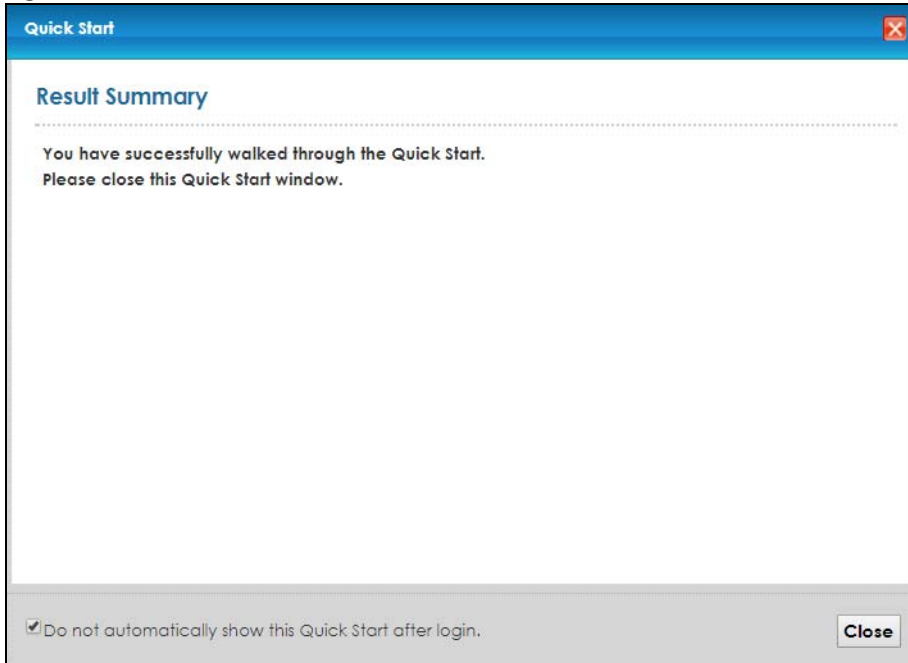 Quick Start
Result Summary
You have successfully walked through the Quick Start.
Please close this Quick Start window.
Do not automatically show this Quick Start after login.
Close